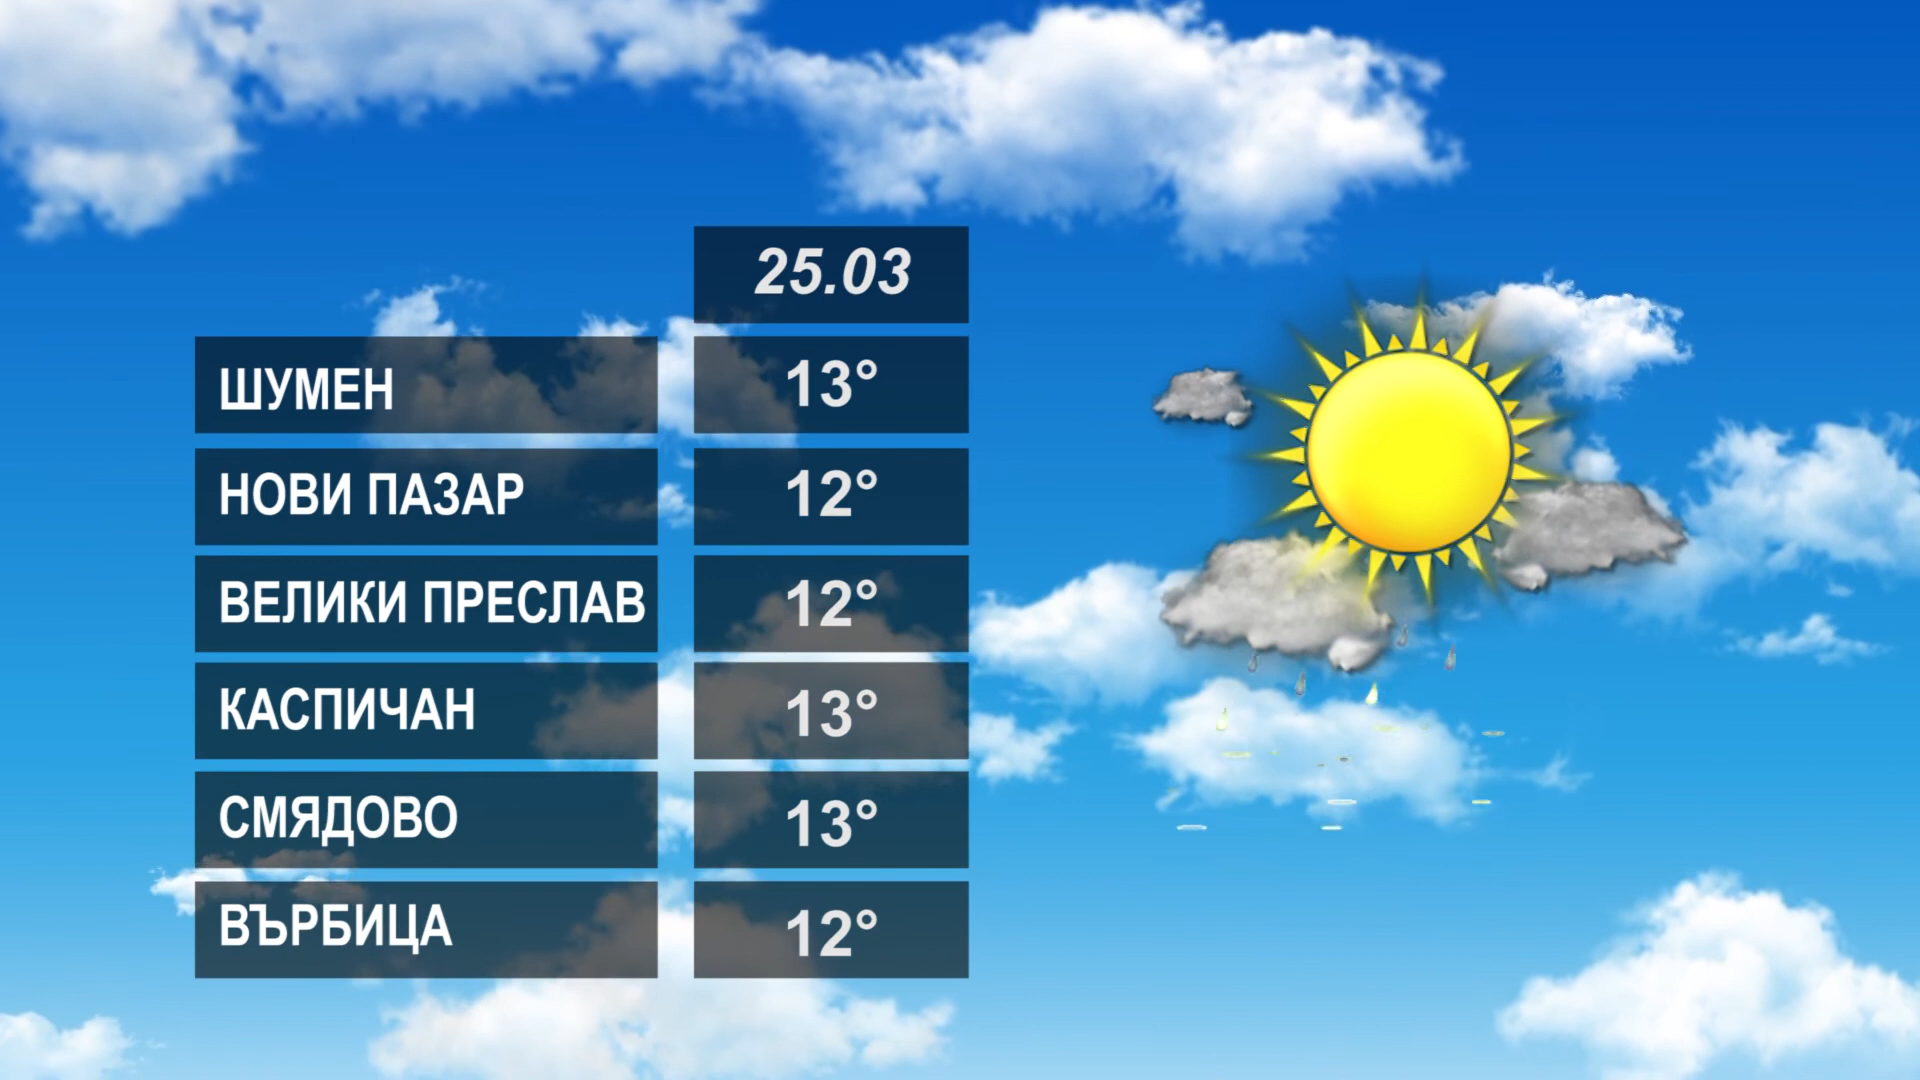 25.03
ШУМЕН 13°
НОВИ ПАЗАР 12°
ВЕЛИКИ ПРЕСЛАВ 12°
КАСПИЧАН 13°
СМЯДОВО 13°
ВЪРБИЦА 12°